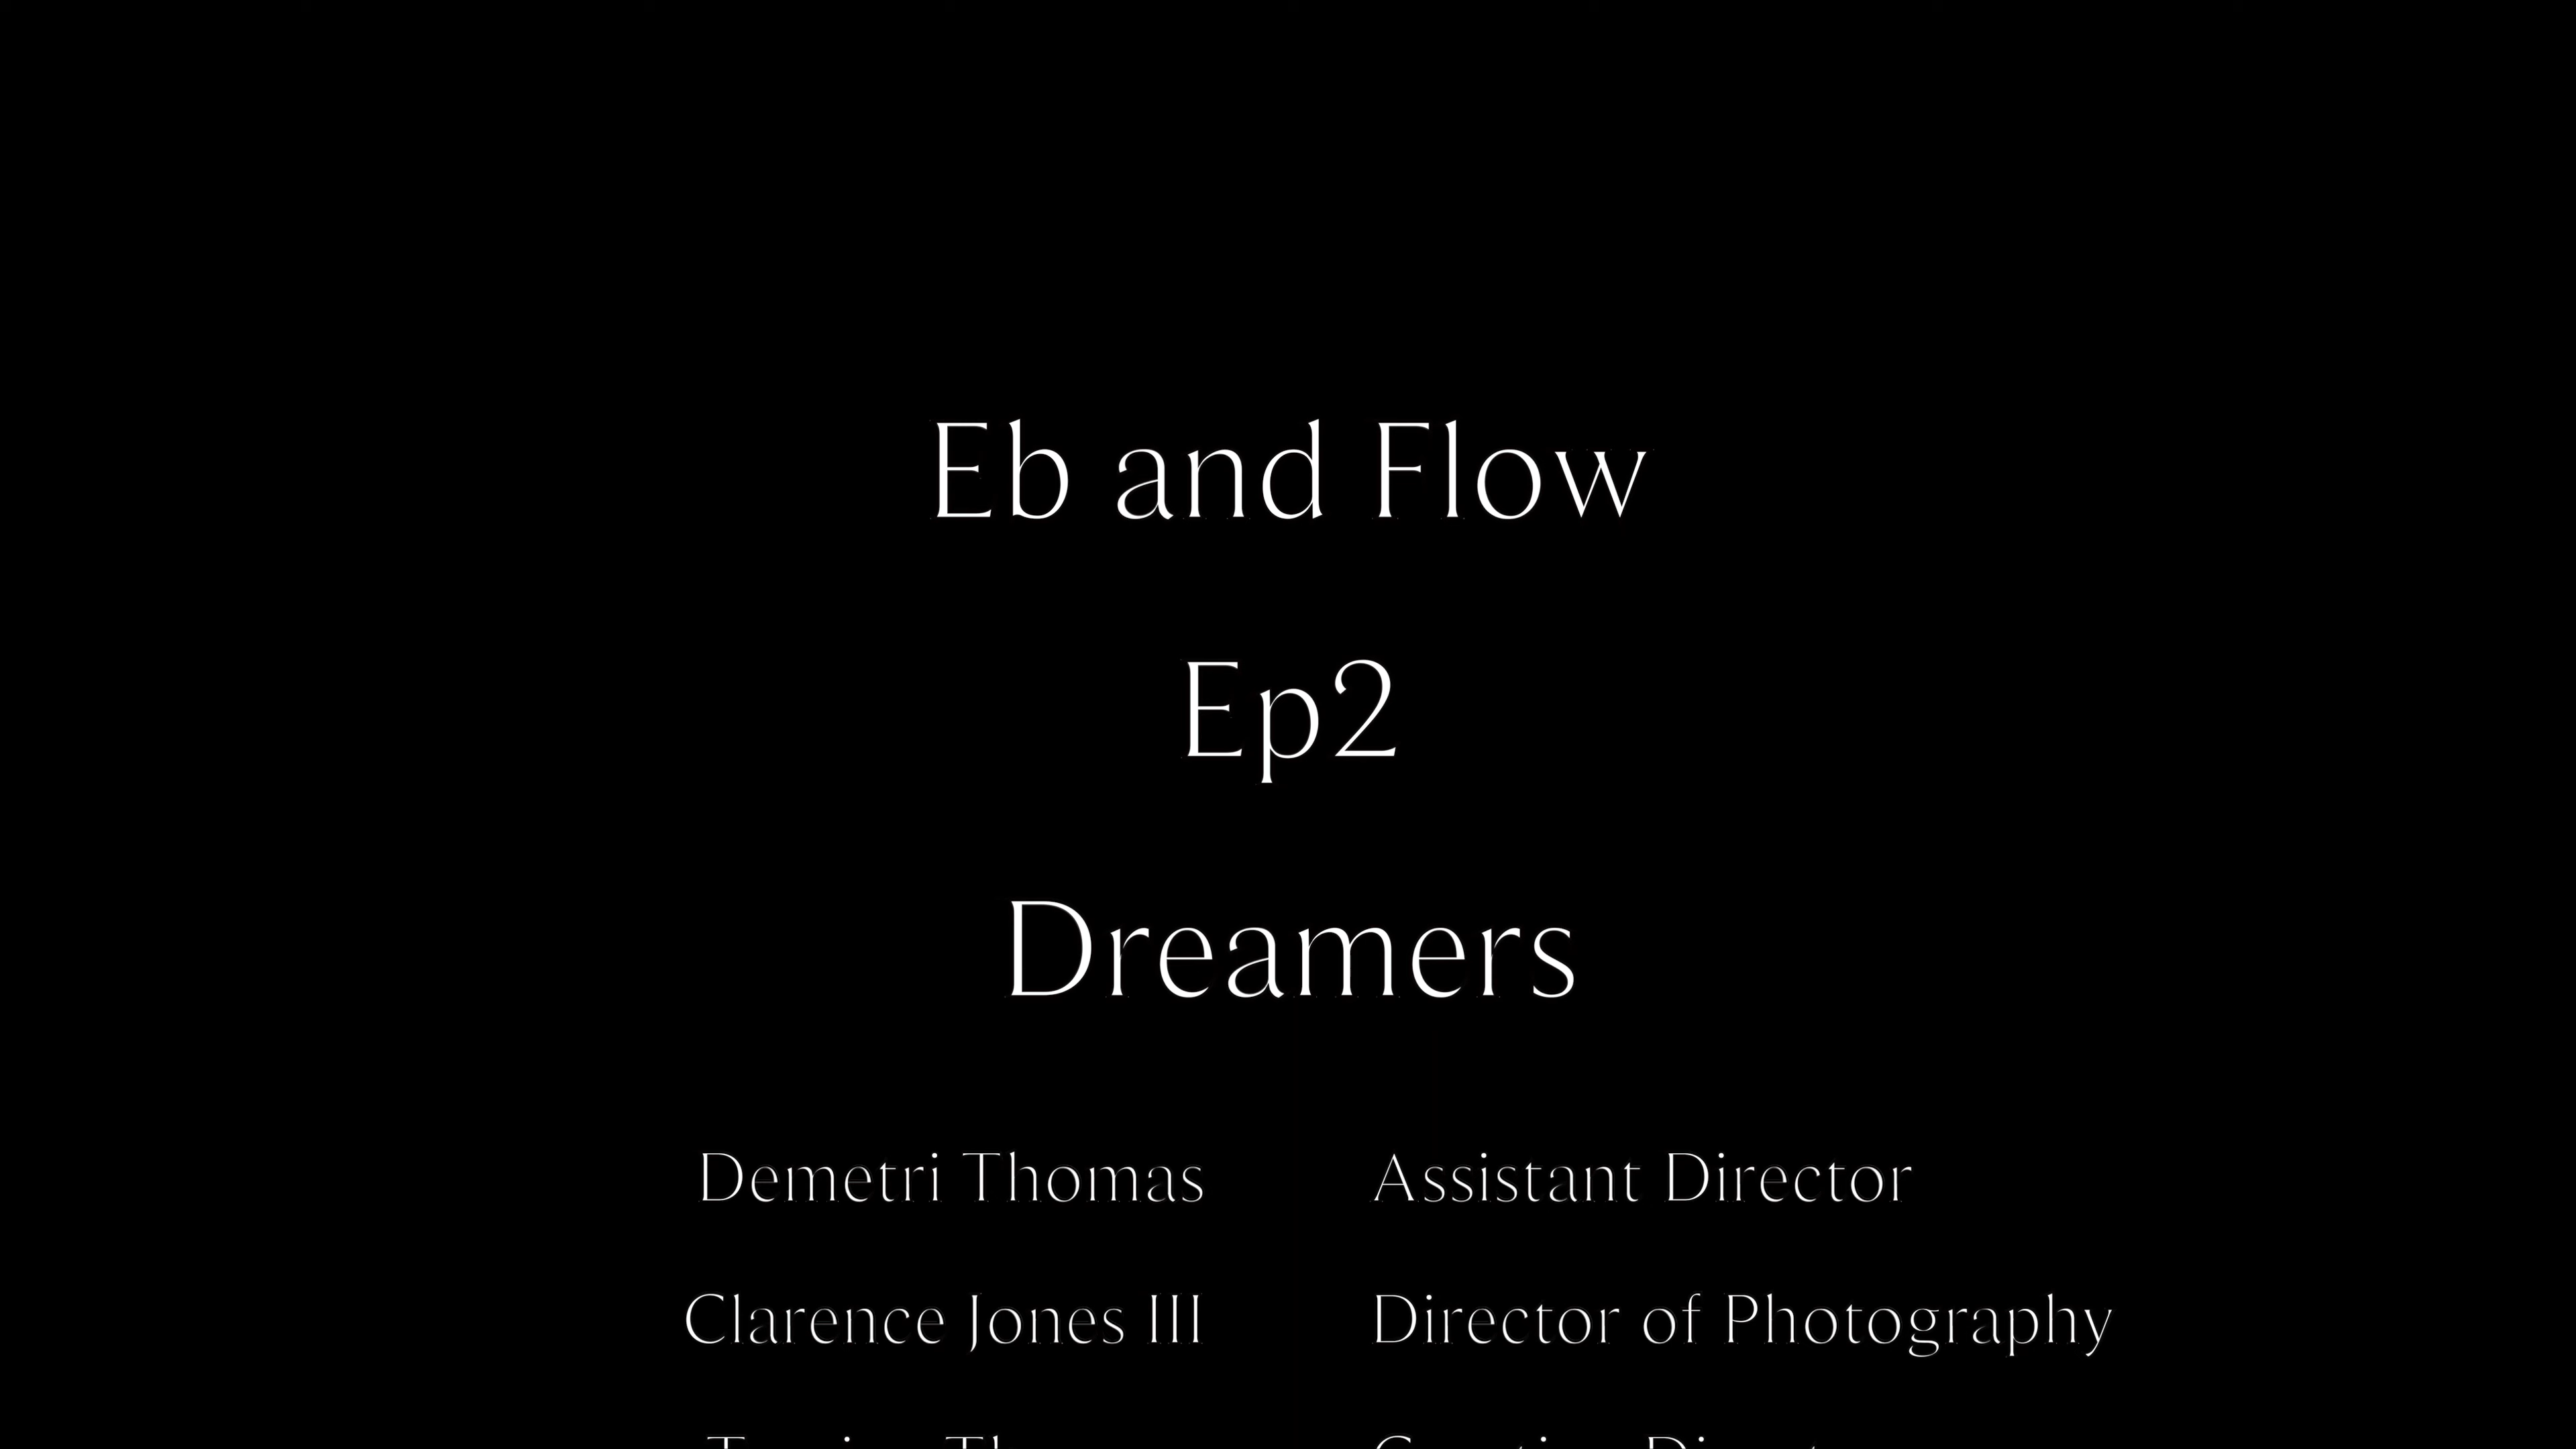 Eb and Flow
Ep2
Dreamers
Demetri Thomas Assistant Director
Clarence Jones III Director of Photography